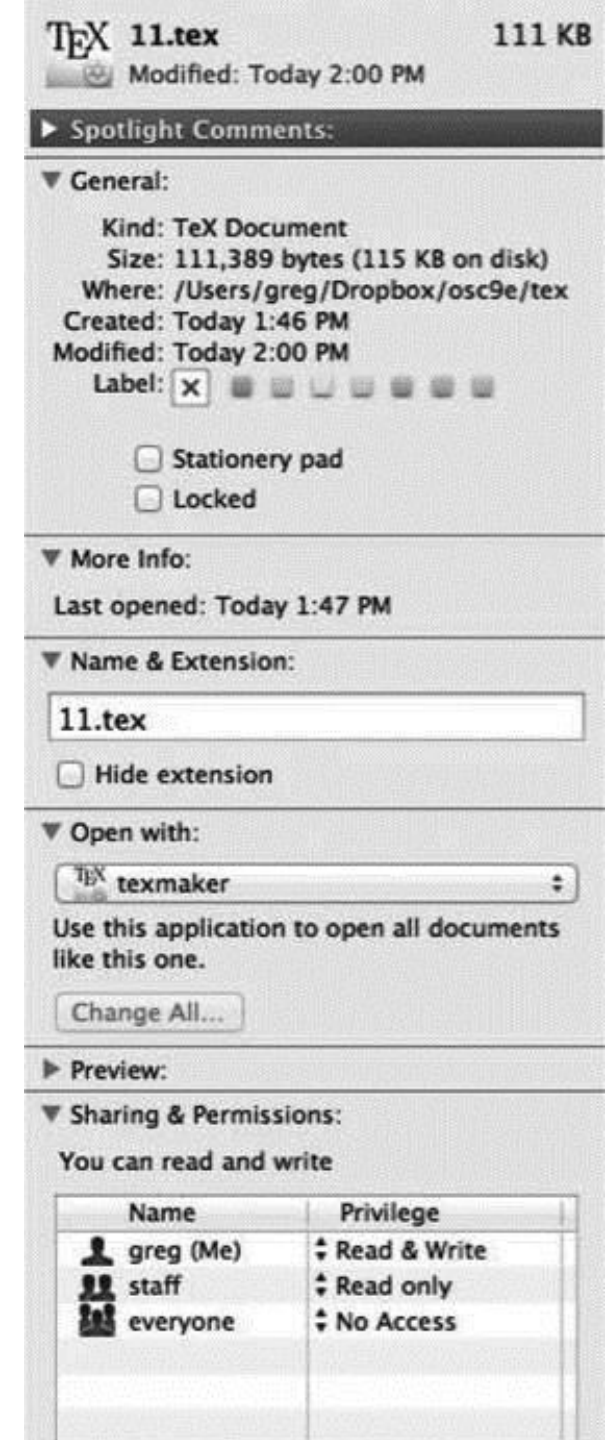 TEX 11.tex 111 KB
Modified: Today 2:00 PM
Spotlight Comments:
General:
Kind: TeX Document
Size: 111,389 bytes (115 KB on disk)
Where: /Users/greg/Dropbox/osc9e/tex
Created: Today 1:46 PM
Modified: Today 2:00 PM
Label:
Stationery pad
Locked
More Info:
Last opened: Today 1:47 PM
Name & Extension:
11.tex
Hide extension
Open with:
TEX texmaker
Use this application to open all documents
like this one.
Change All...
Preview:
Sharing & Permissions:
You can read and write
Name Privilege
greg (Me) Read & Write
staff Read only
everyone No Access